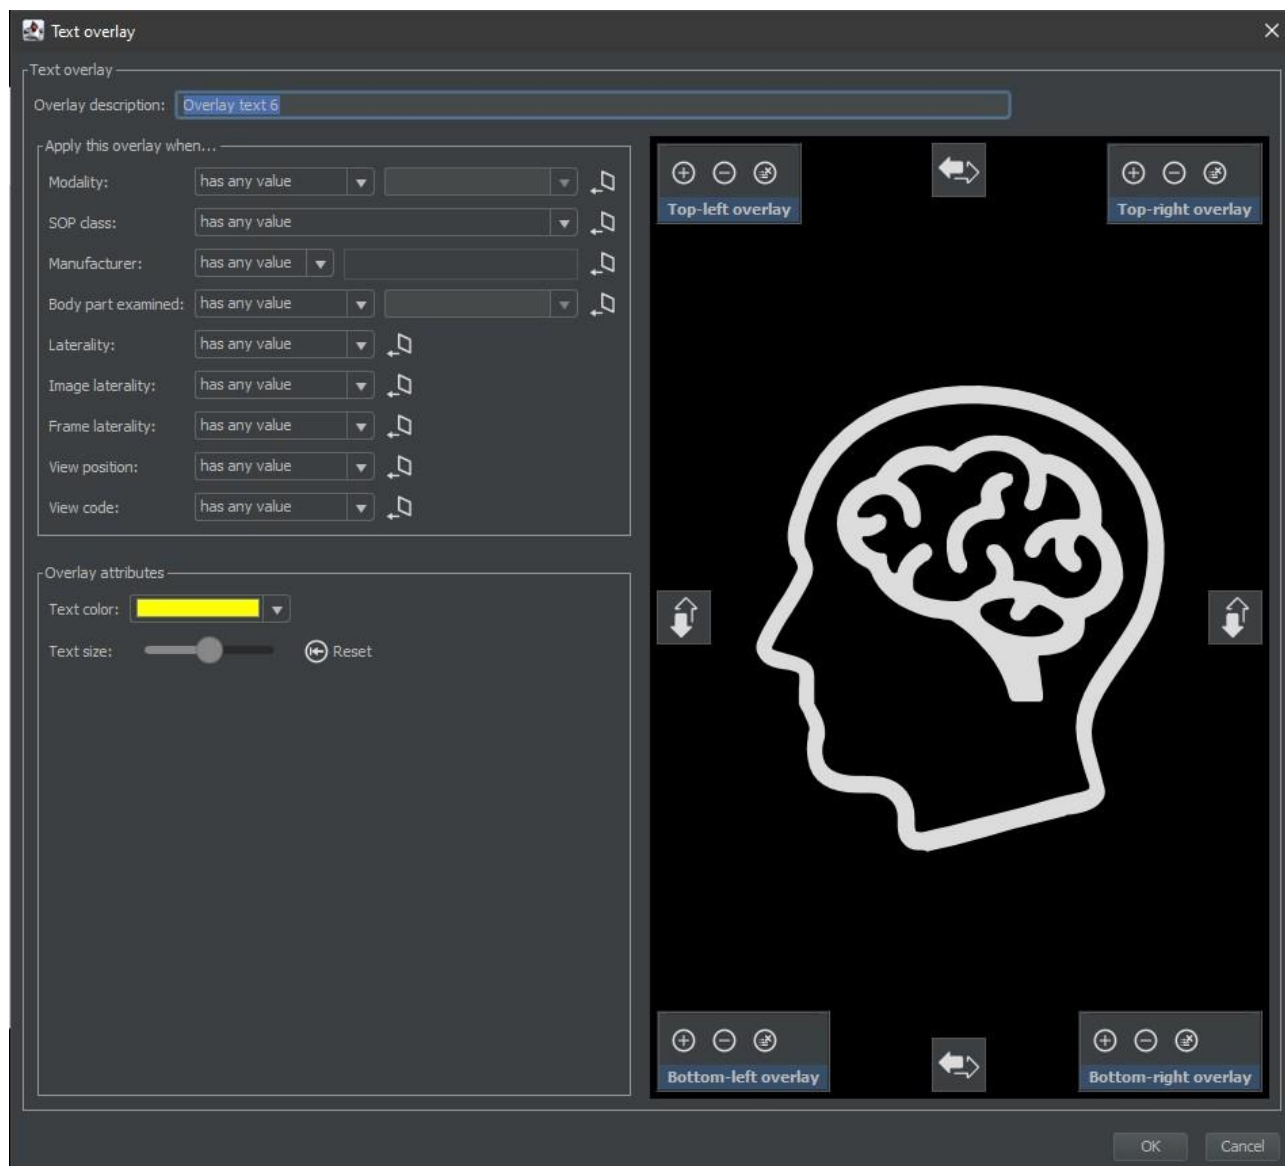 Text overlay
Text overlay
Overlay description: Overlay text 6
Apply this overlay when...
Modality: has any value
SOP class: has any value
Manufacturer: has any value
Body part examined: has any value
Laterality: has any value
Image laterality: has any value
Frame laterality: has any value
View position: has any value
View code: has any value
Overlay attributes
Text color:
Text size: Reset
Top-left overlay
Top-right overlay
Bottom-left overlay
Bottom-right overlay
OK Cancel